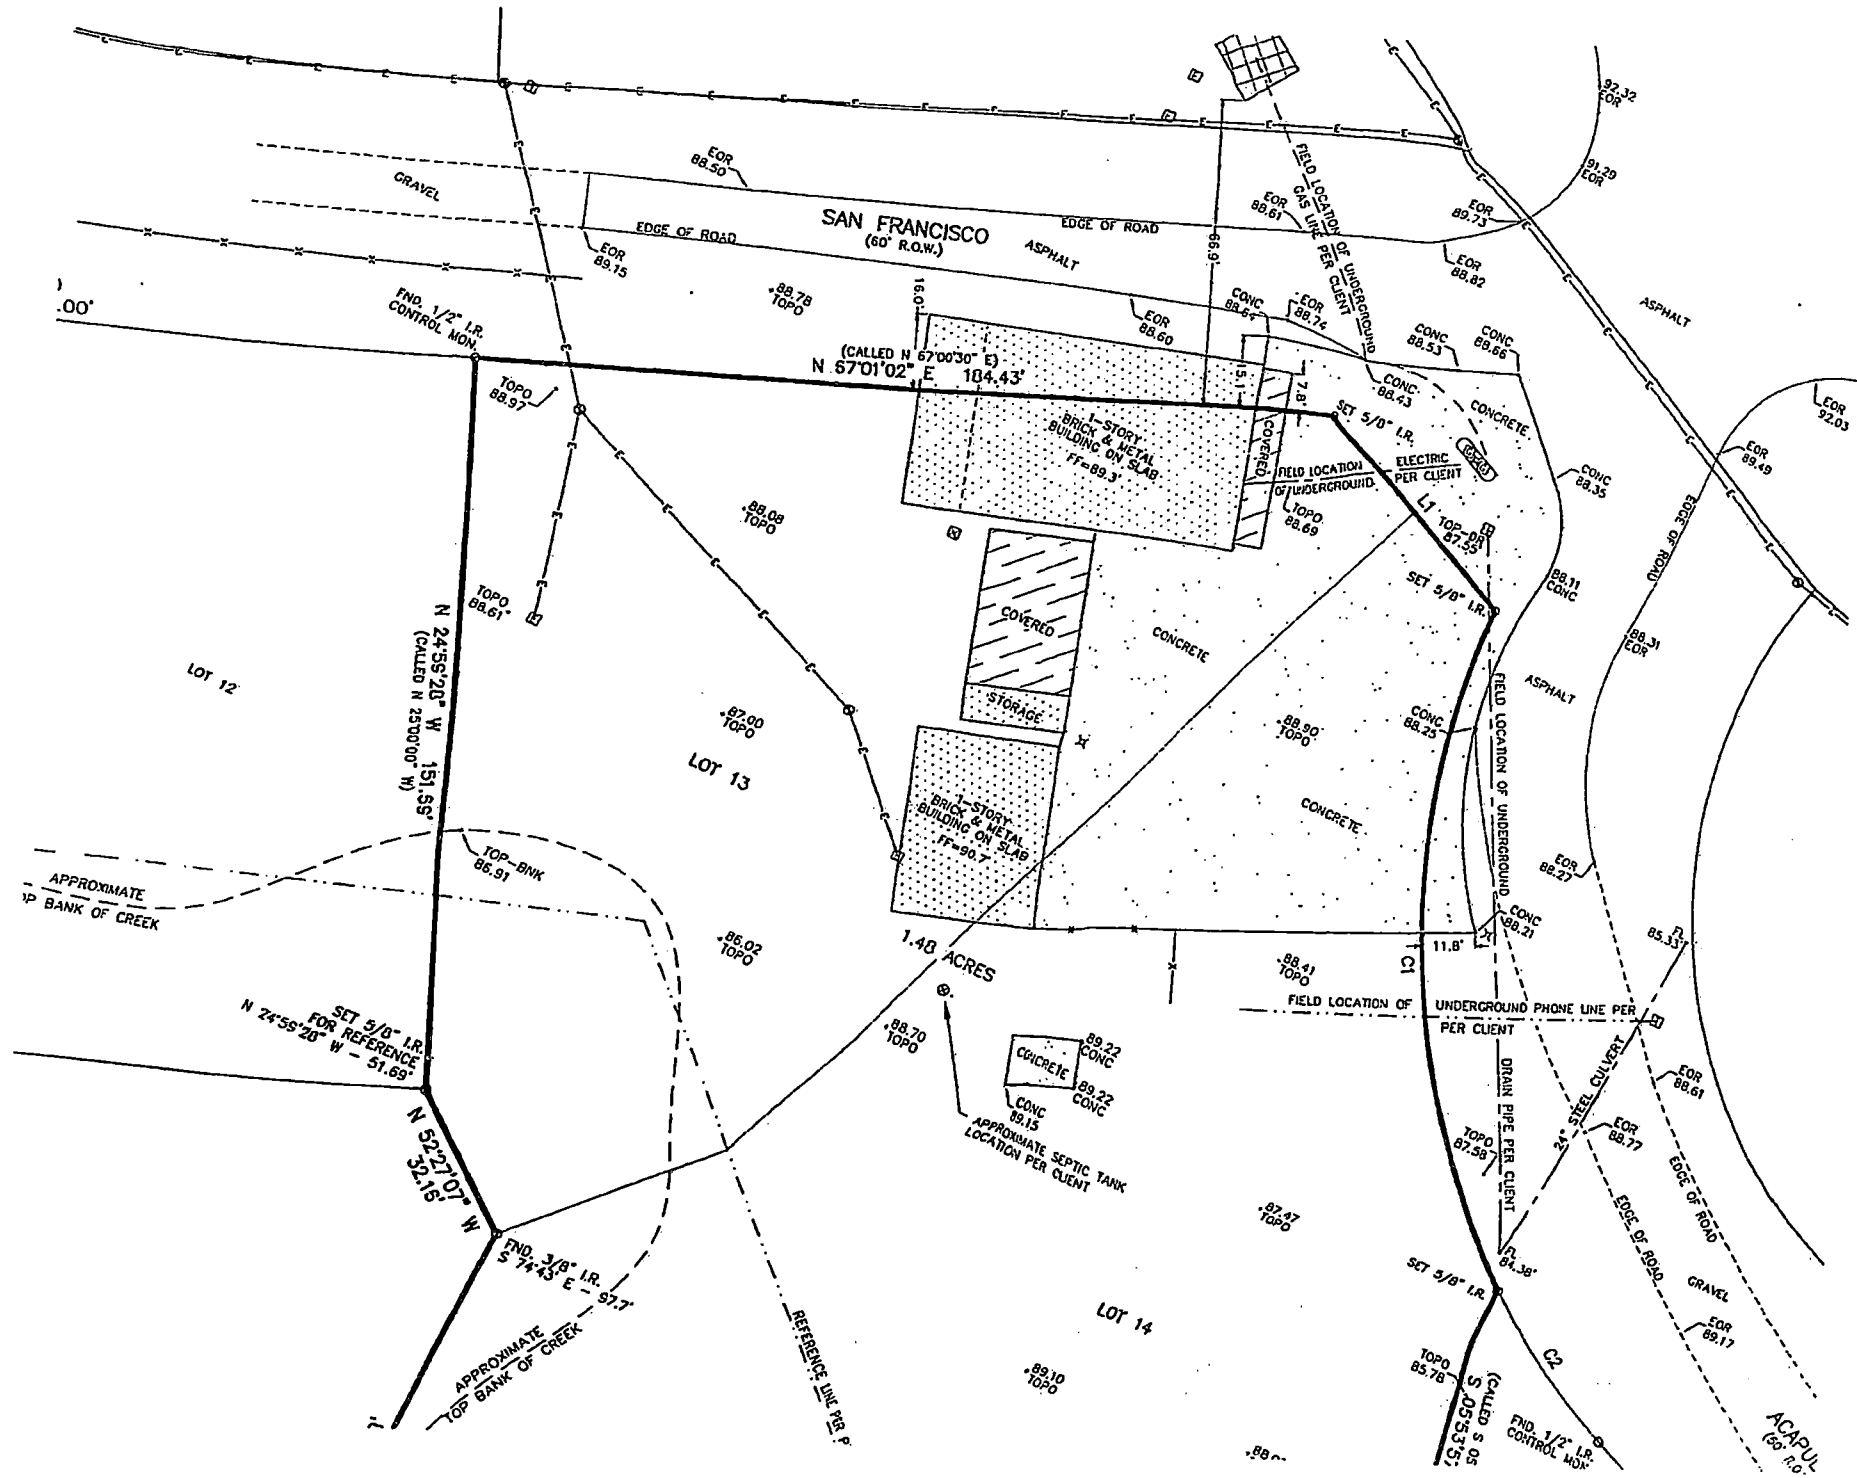 92.32
EOR
EOR
88.50
GRAVEL
SAN FRANCISCO
(60' R.O.W.)
EDGE OF ROAD
EDGE OF ROAD
ASPHALT
EOR
88.61
FIELD LOCATION OF UNDERGROUND
GAS LINE PER CLIENT
91.29
EOR
EOR
89.73
EOR
88.82
EOR
89.15
66.9'
ASPHALT
.00'
FND. 1/2" I.R.
CONTROL MON.
88.78
TOPO
16.0'
EOR
88.60
CONC
88.64
EOR
88.74
CONC
88.53
CONC
88.66
(CALLED N 67'00'30" E)
N 67'01'02" E 184.43'
15.1'
7.8'
CONC
88.43
CONCRETE
EOR
92.03
TOPO
88.97
1-STORY
BRICK & METAL
BUILDING ON SLAB
FF=89.3'
COVERED
SET 5/8" I.R.
FIELD LOCATION
OF UNDERGROUND
ELECTRIC
PER CLIENT
EOR
89.49
CONC
88.35
EDGE OF ROAD
88.08
TOPO
TOPO
88.69
L1
87.55
SET 5/8" I.R.
88.11
CONC
TOPO
88.61
COVERED
CONCRETE
88.31
EOR
N 24'59'28" W 151.69'
(CALLED N 25'00'00" W)
LOT 12
STORAGE
87.00
TOPO
88.90
TOPO
CONC
88.25
FIELD LOCATION OF UNDERGROUND
DRAIN PIPE PER CLIENT
ASPHALT
LOT 13
1-STORY
BRICK & METAL
BUILDING ON SLAB
FF=90.7'
CONCRETE
TOP-BNK
86.91
EOR
88.27
APPROXIMATE
BANK OF CREEK
CONC
88.21
86.02
TOPO
1.48 ACRES
11.8'
C1
FL
85.33'
88.41
TOPO
FIELD LOCATION OF UNDERGROUND PHONE LINE PER
PER CLIENT
SET 5/8" I.R.
FOR REFERENCE
N 24'59'28" W - 51.69'
88.70
TOPO
CONCRETE
89.22
CONC
89.22
CONC
CONC
89.15
24" STEEL CULVERT
EOR
88.61
EOR
88.77
N 52'27'07" W
32.16'
APPROXIMATE SEPTIC TANK
LOCATION PER CLIENT
TOPO
87.58
EDGE OF ROAD
EDGE OF ROAD
87.47
TOPO
FND. 3/8" I.R.
S 74'43' E - 97.7'
FL
84.38'
SET 5/8" I.R.
GRAVEL
LOT 14
REFERENCE LINE PER P
APPROXIMATE
TOP BANK OF CREEK
EOR
89.17
C2
89.10
TOPO
TOPO
85.78
(CALLED S 05
S 05'53'57
FND. 1/2" I.R.
CONTROL MON
ACAPUL
(50' R.O